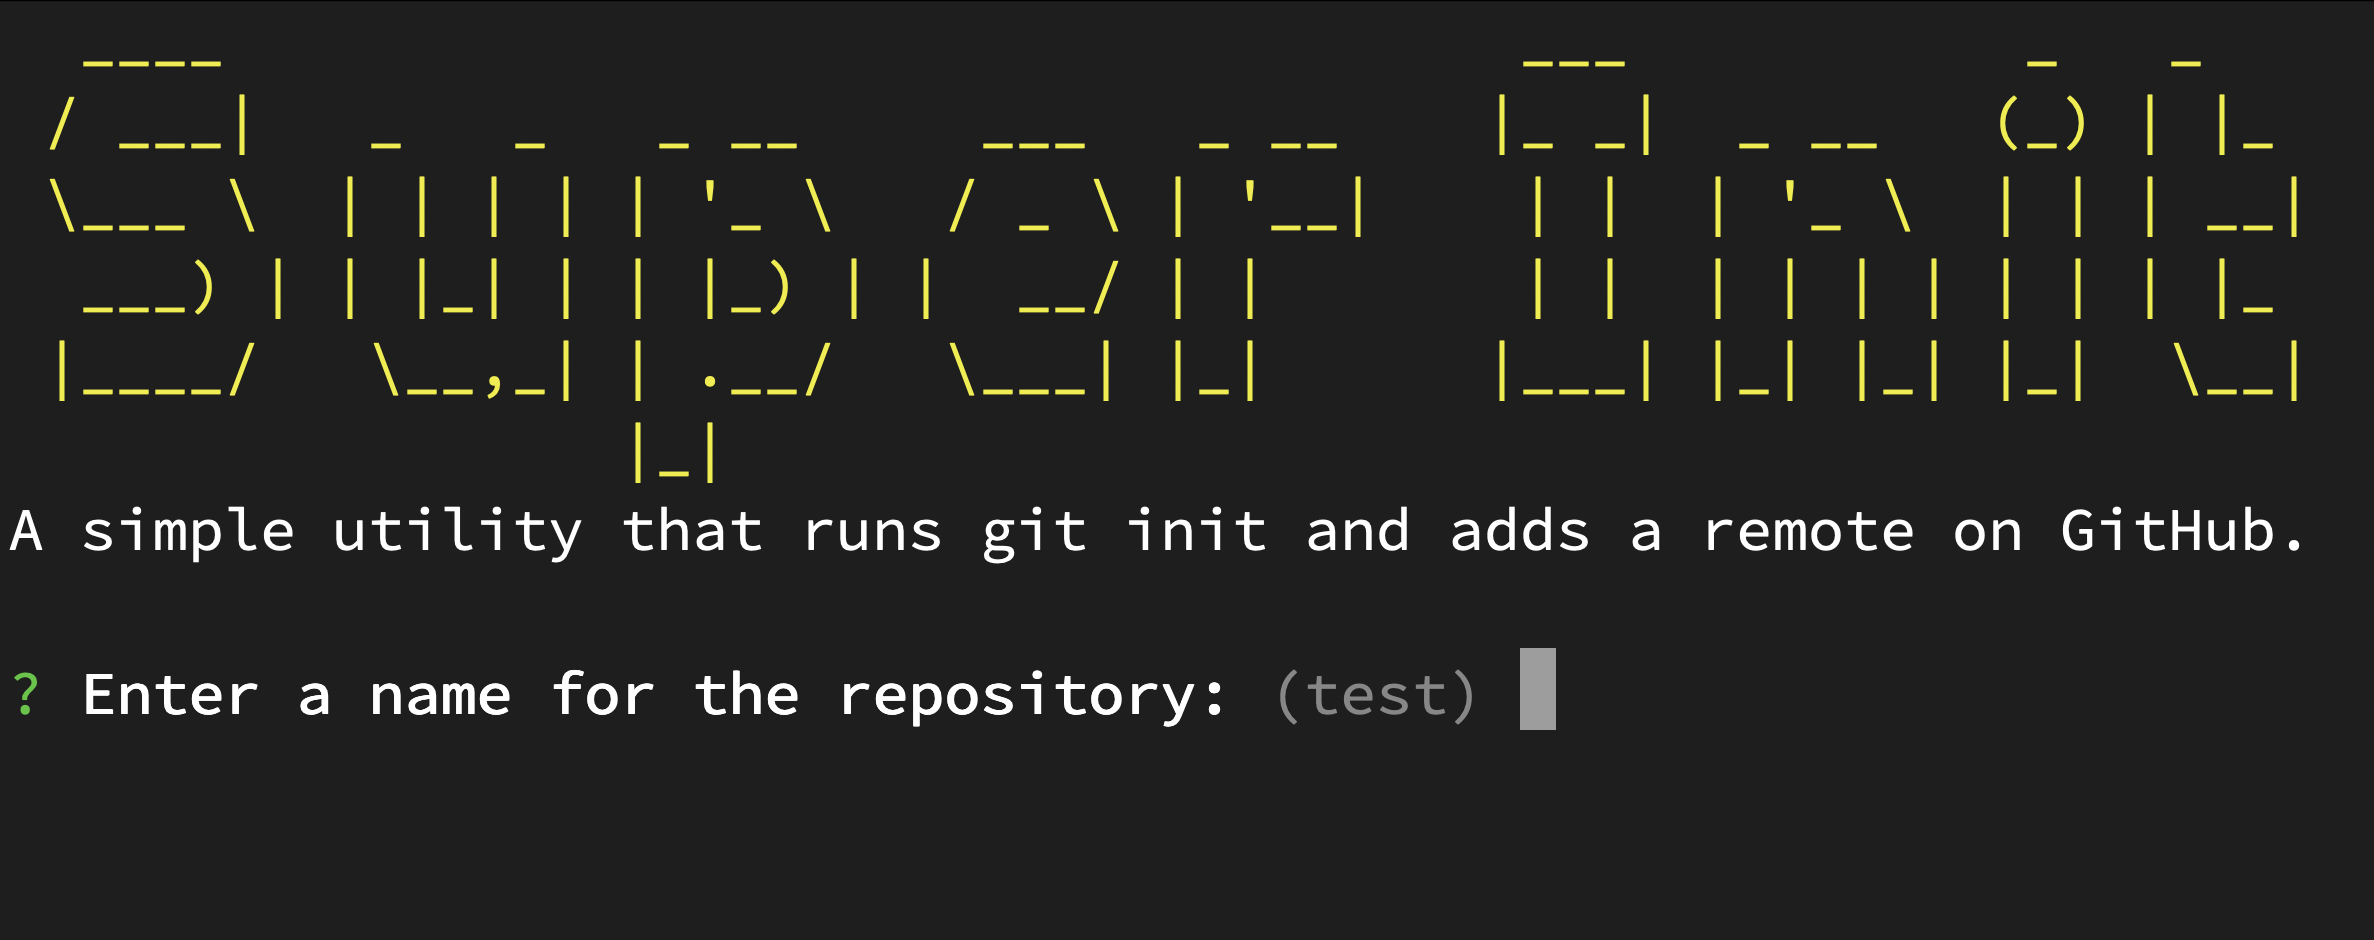 Super Init
A simple utility that runs git init and adds a remote on GitHub.
? Enter a name for the repository: (test)